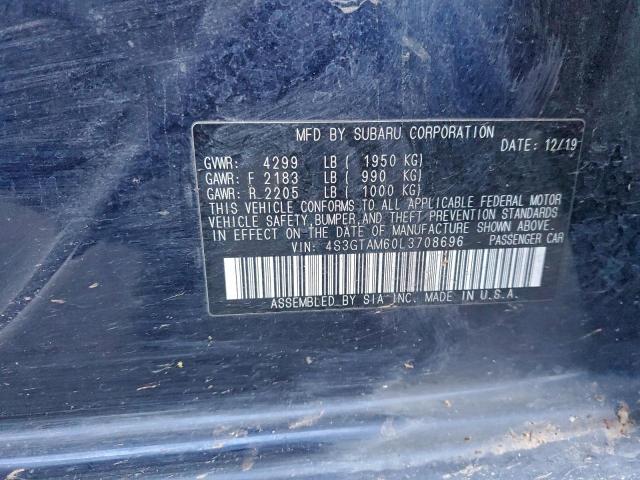 MFD BY SUBARU CORPORATION
DATE: 12/19
GVWR: 4299 LB ( 1950 KG)
GAWR: F 2183 LB ( 990 KG)
GAWR: R 2205 LB ( 1000 KG)
THIS VEHICLE CONFORMS TO ALL APPLICABLE FEDERAL MOTOR
VEHICLE SAFETY, BUMPER, AND THEFT PREVENTION STANDARDS
IN EFFECT ON THE DATE OF MANUFACTURE SHOWN ABOVE.
VIN: 4S3GTAM60L3708696 PASSENGER CAR
ASSEMBLED BY SIA, INC. MADE IN U.S.A.